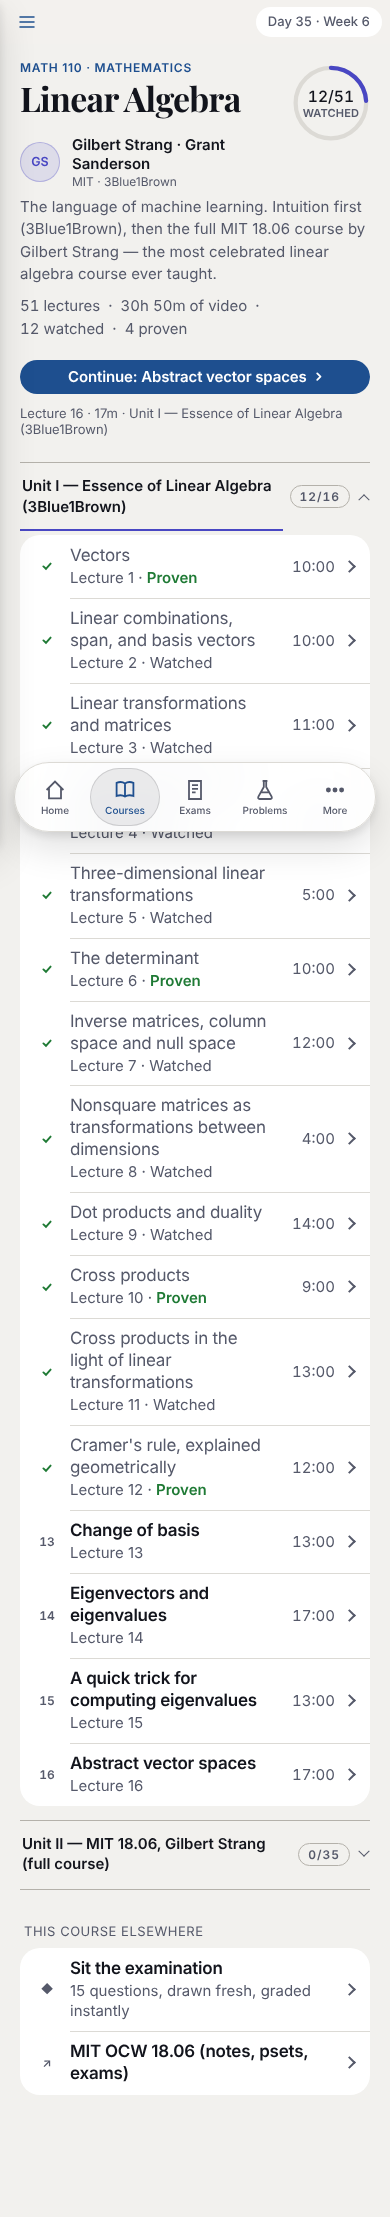 Day 35 · Week 6
MATH 110 · MATHEMATICS
Linear Algebra
12/51
WATCHED
GS
Gilbert Strang · Grant
Sanderson
MIT · 3Blue1Brown
The language of machine learning. Intuition first
(3Blue1Brown), then the full MIT 18.06 course by
Gilbert Strang — the most celebrated linear
algebra course ever taught.
51 lectures · 30h 50m of video ·
12 watched · 4 proven
Continue: Abstract vector spaces
Lecture 16 · 17m · Unit I — Essence of Linear Algebra
(3Blue1Brown)
Unit I — Essence of Linear Algebra
(3Blue1Brown)
12/16
Vectors
Lecture 1 · Proven
10:00
Linear combinations,
span, and basis vectors
Lecture 2 · Watched
10:00
Linear transformations
and matrices
Lecture 3 · Watched
11:00
Home
Courses
Exams
Problems
More
Lecture 4 · Watched
Three-dimensional linear
transformations
Lecture 5 · Watched
5:00
The determinant
Lecture 6 · Proven
10:00
Inverse matrices, column
space and null space
Lecture 7 · Watched
12:00
Nonsquare matrices as
transformations between
dimensions
Lecture 8 · Watched
4:00
Dot products and duality
Lecture 9 · Watched
14:00
Cross products
Lecture 10 · Proven
9:00
Cross products in the
light of linear
transformations
Lecture 11 · Watched
13:00
Cramer's rule, explained
geometrically
Lecture 12 · Proven
12:00
13
Change of basis
Lecture 13
13:00
14
Eigenvectors and
eigenvalues
Lecture 14
17:00
15
A quick trick for
computing eigenvalues
Lecture 15
13:00
16
Abstract vector spaces
Lecture 16
17:00
Unit II — MIT 18.06, Gilbert Strang
(full course)
0/35
THIS COURSE ELSEWHERE
Sit the examination
15 questions, drawn fresh, graded
instantly
MIT OCW 18.06 (notes, psets,
exams)